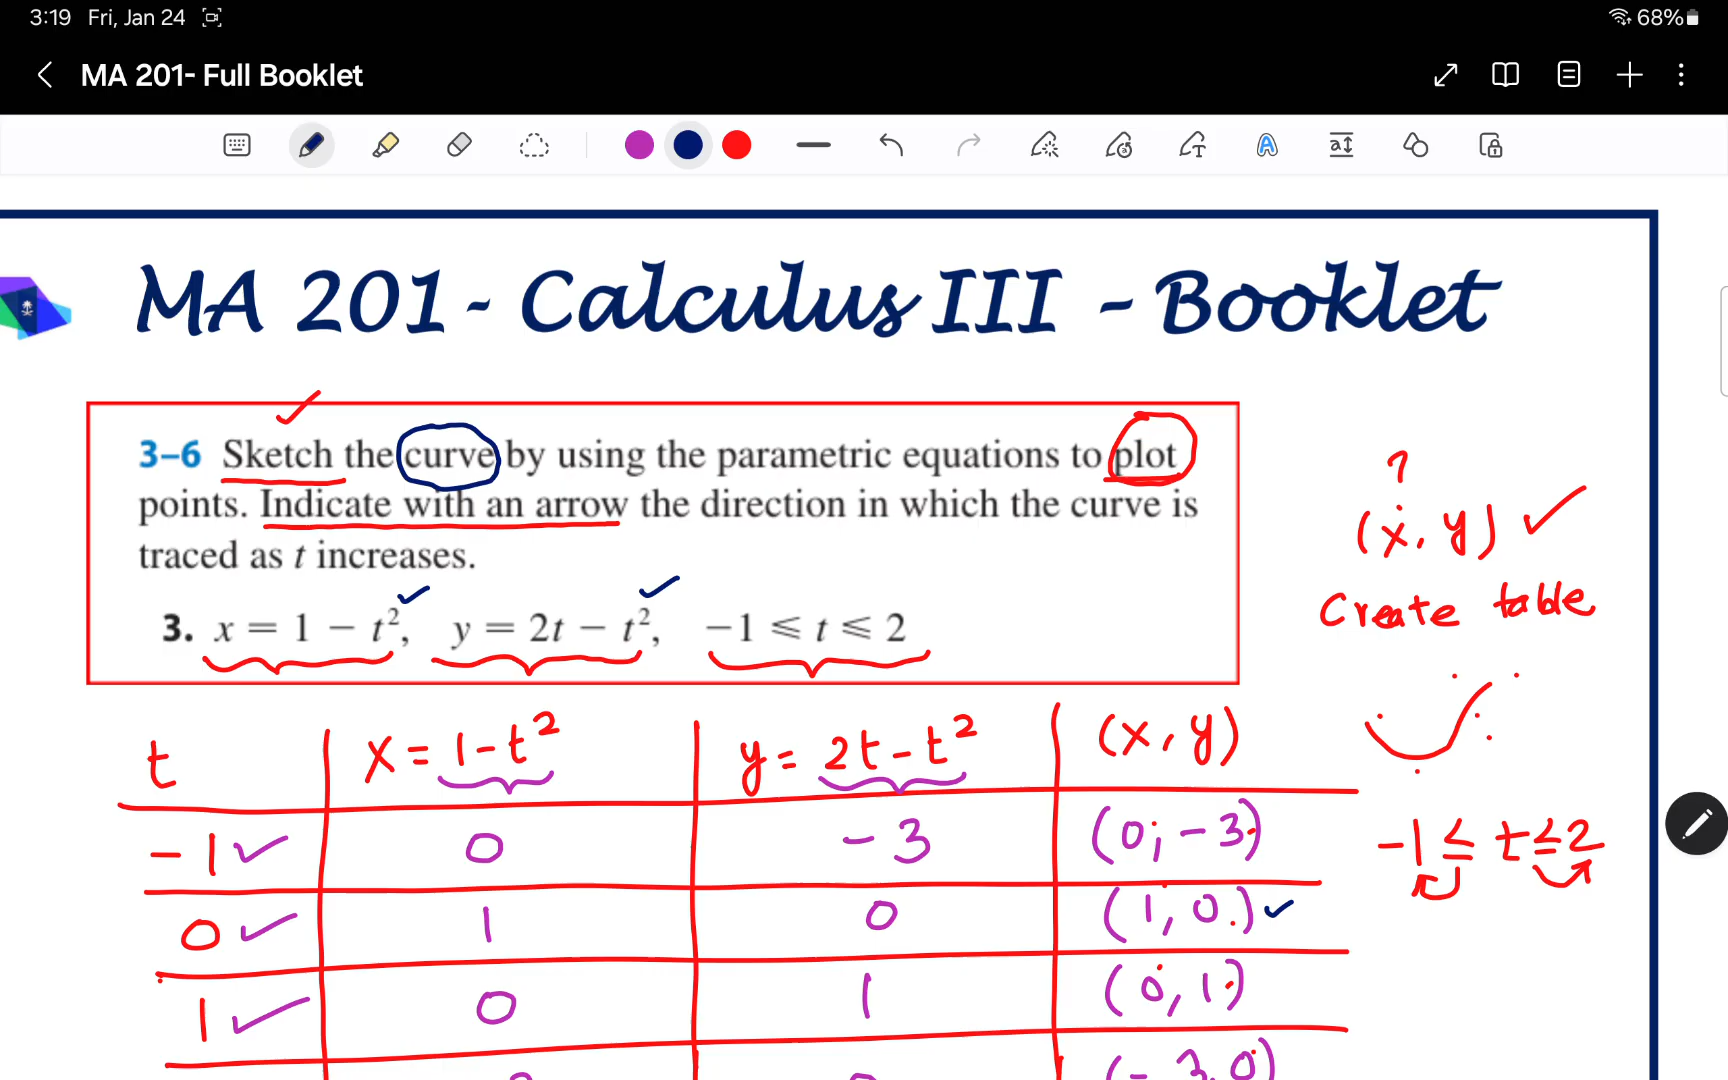 3:19 Fri, Jan 24 68%
MA 201- Full Booklet
MA 201- Calculus III - Booklet
3–6 Sketch the curve by using the parametric equations to plot
points. Indicate with an arrow the direction in which the curve is
traced as t increases.
3. x = 1 − t², y = 2t − t², −1 ⩽ t ⩽ 2
?
(x, y) ✓
Create table
t x = 1-t² y = 2t-t² (x, y)
-1 ✓ 0 -3 (0, -3)
-1 ≤ t ≤ 2
0 ✓ 1 0 (1, 0) ✓
1 ✓ 0 1 (0, 1)
(-3, 0)